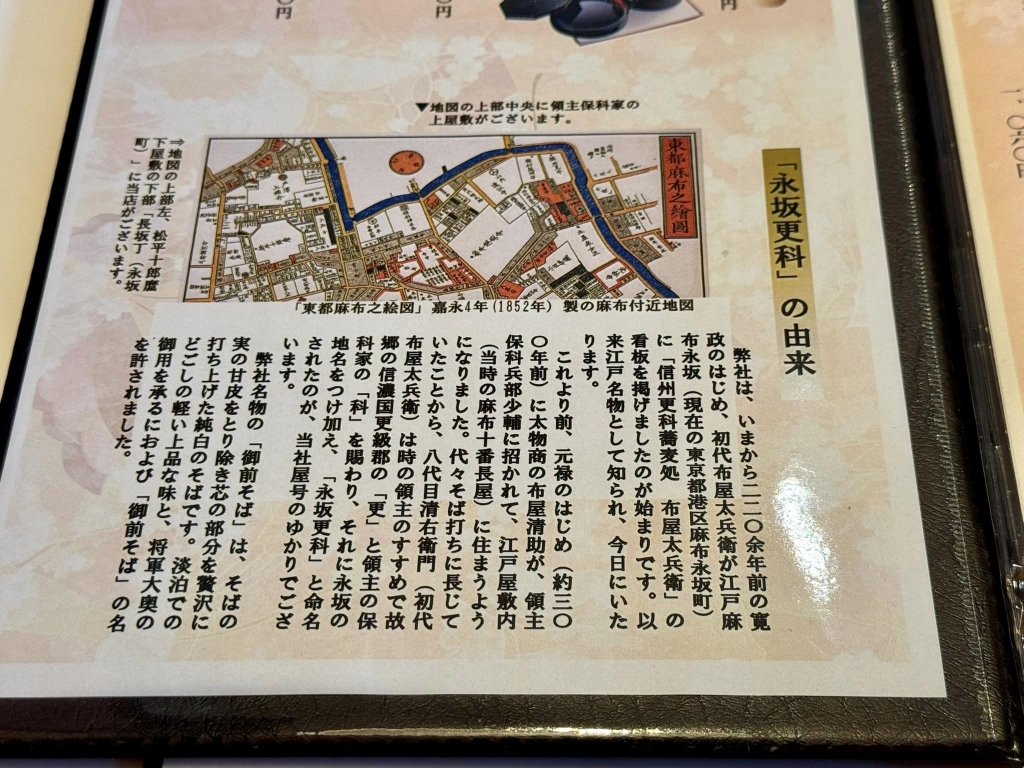 円
円
円
▼地図の上部中央に領主保科家の
上屋敷がございます。
東都麻布之繪圖
⇒地図の上部左、松平十郎麿
下屋敷の下部「長坂丁（永坂
町）」に当店がございます。
「東都麻布之絵図」嘉永4年(1852年) 製の麻布付近地図
「永坂更科」の由来
弊社は、いまから二二〇余年前の寛
政のはじめ、初代布屋太兵衛が江戸麻
布永坂（現在の東京都港区麻布永坂町）
に「信州更科蕎麦処　布屋太兵衛」の
看板を掲げましたのが始まりです。以
来江戸名物として知られ、今日にいた
ります。
これより前、元禄のはじめ（約三〇
〇年前）に太物商の布屋清助が、領主
保科兵部少輔に招かれて、江戸屋敷内
（当時の麻布十番長屋）に住まうよう
になりました。代々そば打ちに長じて
いたことから、八代目清右衛門（初代
布屋太兵衛）は時の領主のすすめで故
郷の信濃国更級郡の「更」と領主の保
科家の「科」を賜わり、それに永坂の
地名をつけ加え、「永坂更科」と命名
されたのが、当社屋号のゆかりでござ
います。
弊社名物の「御前そば」は、そばの
実の甘皮をとり除き芯の部分を贅沢に
打ち上げた純白のそばです。淡泊での
どごしの軽い上品な味と、将軍大奥の
御用を承るにおよび「御前そば」の名
を許されました。